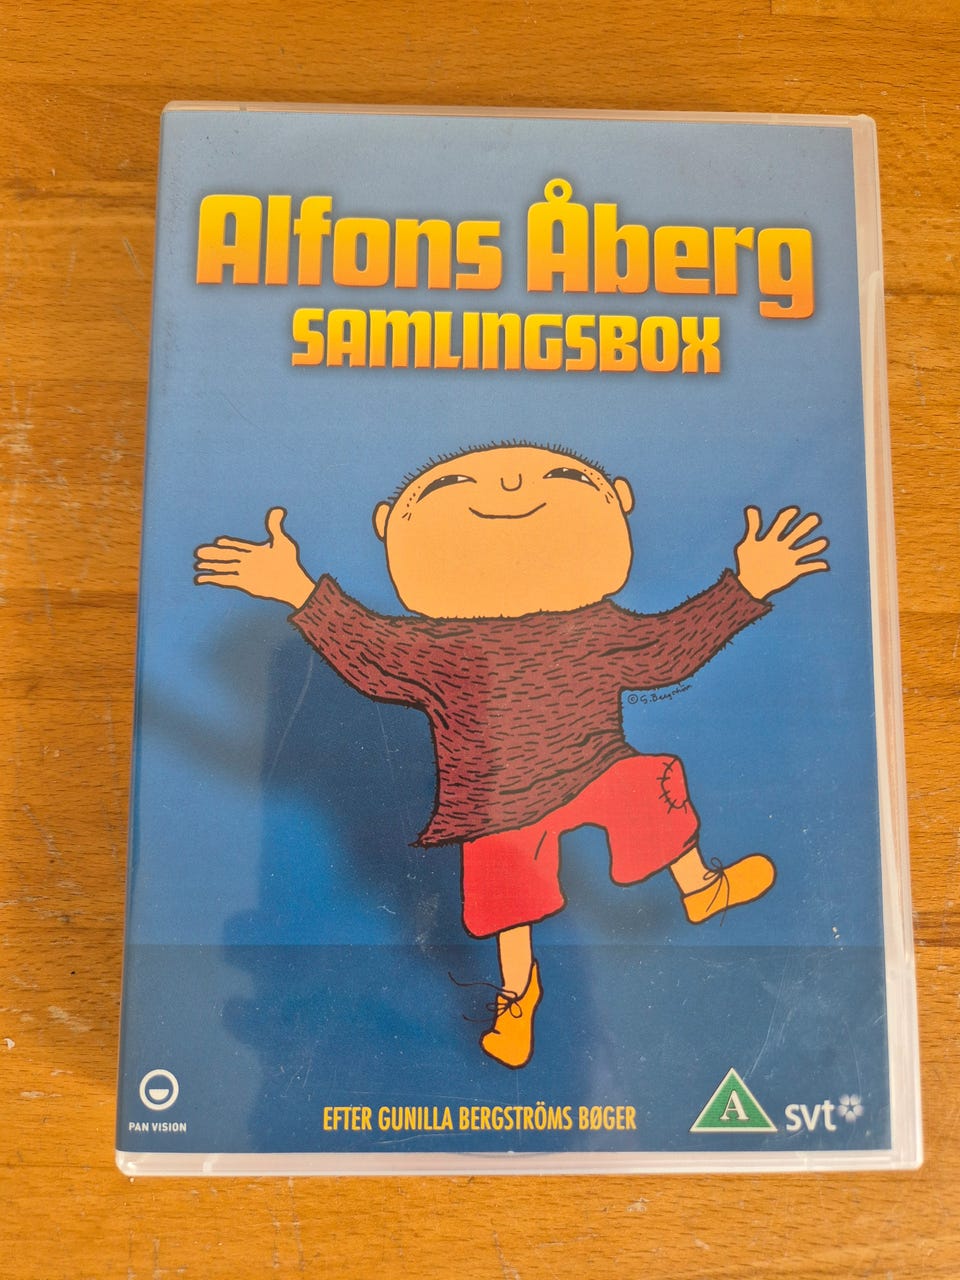 Alfons Åberg
SAMLINGSBOX
© G. Bergström
PAN VISION
EFTER GUNILLA BERGSTRÖMS BØGER
A
svt